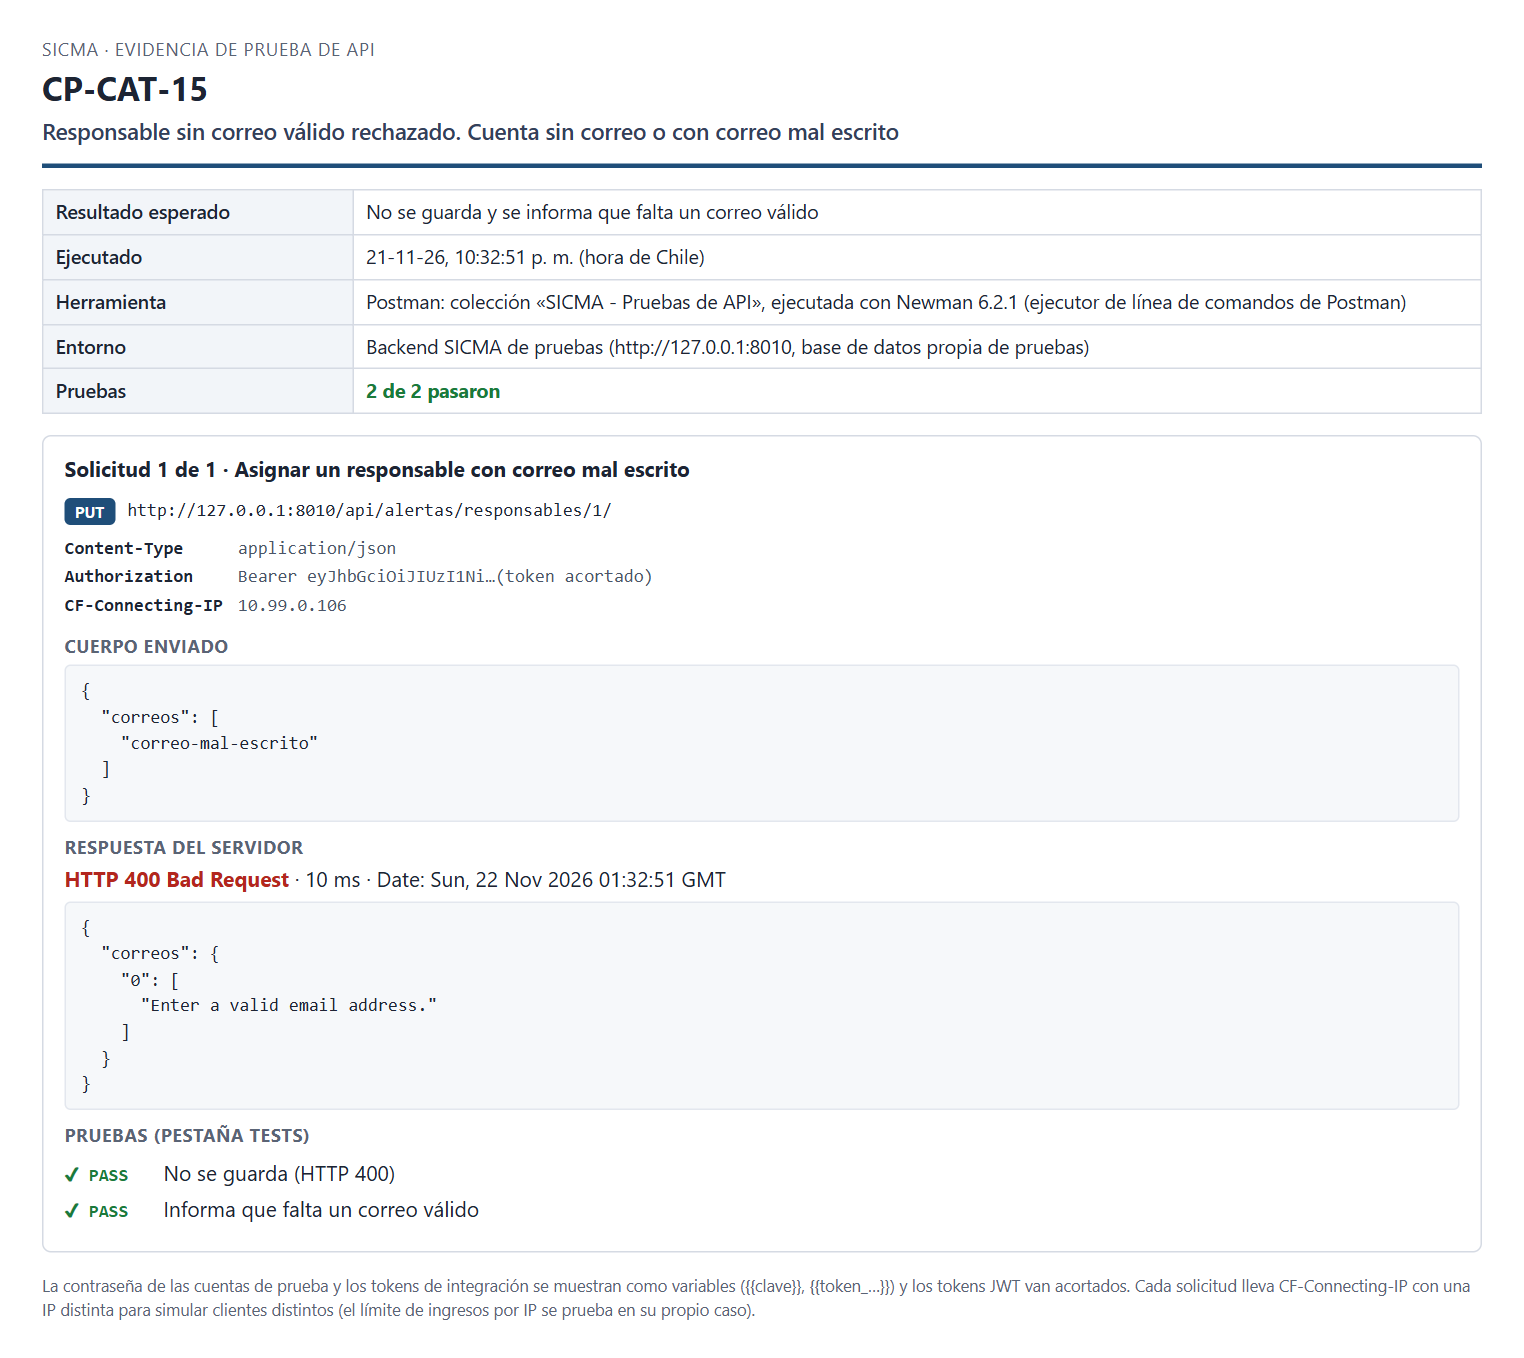 SICMA · EVIDENCIA DE PRUEBA DE API
CP-CAT-15
Responsable sin correo válido rechazado. Cuenta sin correo o con correo mal escrito
Resultado esperado No se guarda y se informa que falta un correo válido
Ejecutado 21-11-26, 10:32:51 p. m. (hora de Chile)
Herramienta Postman: colección «SICMA - Pruebas de API», ejecutada con Newman 6.2.1 (ejecutor de línea de comandos de Postman)
Entorno Backend SICMA de pruebas (http://127.0.0.1:8010, base de datos propia de pruebas)
Pruebas 2 de 2 pasaron
Solicitud 1 de 1 · Asignar un responsable con correo mal escrito
PUT http://127.0.0.1:8010/api/alertas/responsables/1/
Content-Type application/json
Authorization Bearer eyJhbGciOiJIUzI1Ni…(token acortado)
CF-Connecting-IP 10.99.0.106
CUERPO ENVIADO
{
  "correos": [
    "correo-mal-escrito"
  ]
}
RESPUESTA DEL SERVIDOR
HTTP 400 Bad Request · 10 ms · Date: Sun, 22 Nov 2026 01:32:51 GMT
{
  "correos": {
    "0": [
      "Enter a valid email address."
    ]
  }
}
PRUEBAS (PESTAÑA TESTS)
✔ PASS No se guarda (HTTP 400)
✔ PASS Informa que falta un correo válido
La contraseña de las cuentas de prueba y los tokens de integración se muestran como variables ({{clave}}, {{token_…}}) y los tokens JWT van acortados. Cada solicitud lleva CF-Connecting-IP con una
IP distinta para simular clientes distintos (el límite de ingresos por IP se prueba en su propio caso).